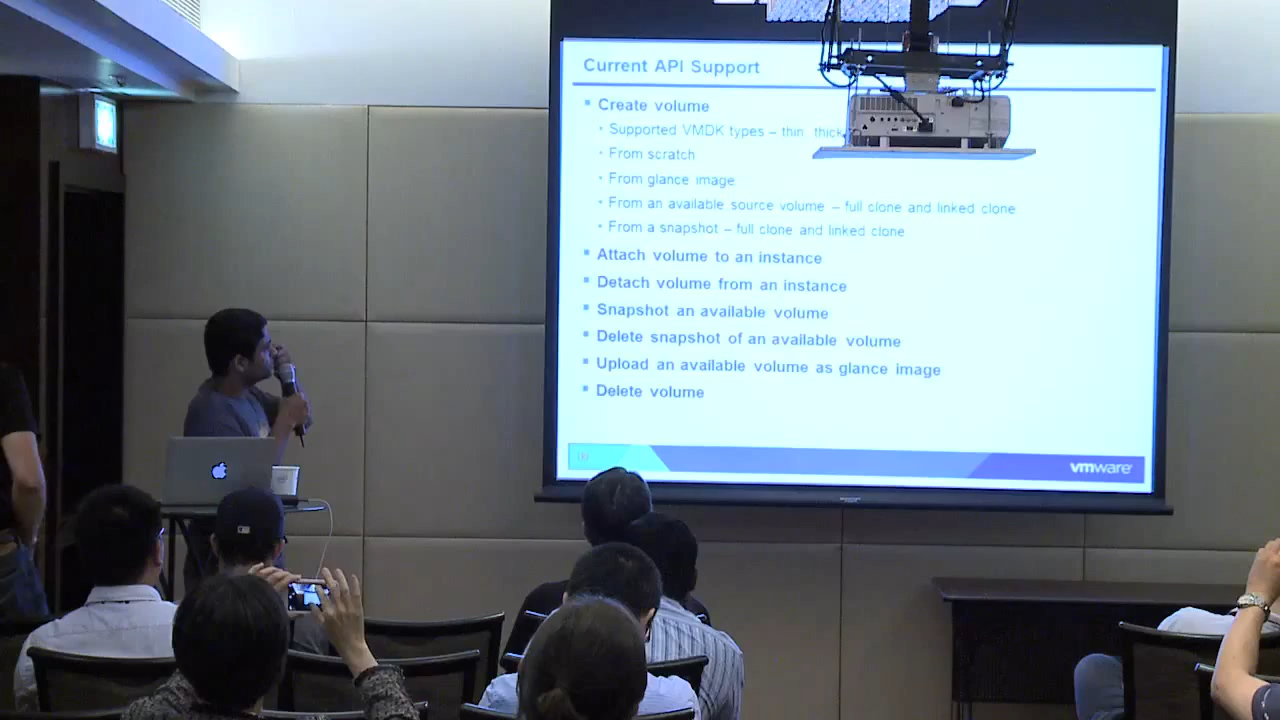 Current API Support
Create volume
Supported VMDK types – thin, thick
From scratch
From glance image
From an available source volume – full clone and linked clone
From a snapshot – full clone and linked clone
Attach volume to an instance
Detach volume from an instance
Snapshot an available volume
Delete snapshot of an available volume
Upload an available volume as glance image
Delete volume
vmware